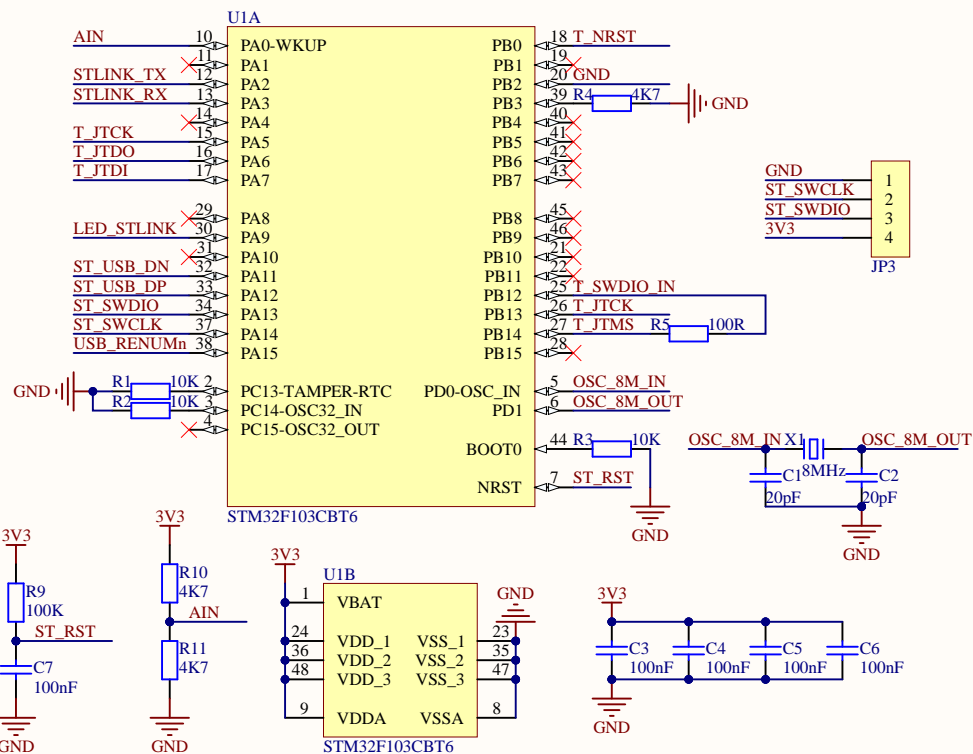 U1A
AIN 10 PA0-WKUP PB0 18 T_NRST
11 PA1 PB1 19
STLINK_TX 12 PA2 PB2 20 GND
STLINK_RX 13 PA3 PB3 39 R4 4K7 GND
14 PA4 PB4 40
T_JTCK 15 PA5 PB5 41
T_JTDO 16 PA6 PB6 42
T_JTDI 17 PA7 PB7 43
29 PA8 PB8 45
LED_STLINK 30 PA9 PB9 46
31 PA10 PB10 21
ST_USB_DN 32 PA11 PB11 22
ST_USB_DP 33 PA12 PB12 25 T_SWDIO_IN
ST_SWDIO 34 PA13 PB13 26 T_JTCK
ST_SWCLK 37 PA14 PB14 27 T_JTMS R5 100R
USB_RENUMn 38 PA15 PB15 28
GND R1 10K 2 PC13-TAMPER-RTC PD0-OSC_IN 5 OSC_8M_IN
R2 10K 3 PC14-OSC32_IN PD1 6 OSC_8M_OUT
4 PC15-OSC32_OUT
BOOT0 44 R3 10K
NRST 7 ST_RST
GND
STM32F103CBT6
GND 1
ST_SWCLK 2
ST_SWDIO 3
3V3 4
JP3
OSC_8M_IN X1 OSC_8M_OUT
C1 8MHz C2
20pF 20pF
GND
3V3
R9
100K
ST_RST
C7
100nF
GND
3V3
R10
4K7
AIN
R11
4K7
GND
3V3
U1B
1 VBAT GND
24 VDD_1 VSS_1 23
36 VDD_2 VSS_2 35
48 VDD_3 VSS_3 47
9 VDDA VSSA 8
STM32F103CBT6
3V3
C3 C4 C5 C6
100nF 100nF 100nF 100nF
GND